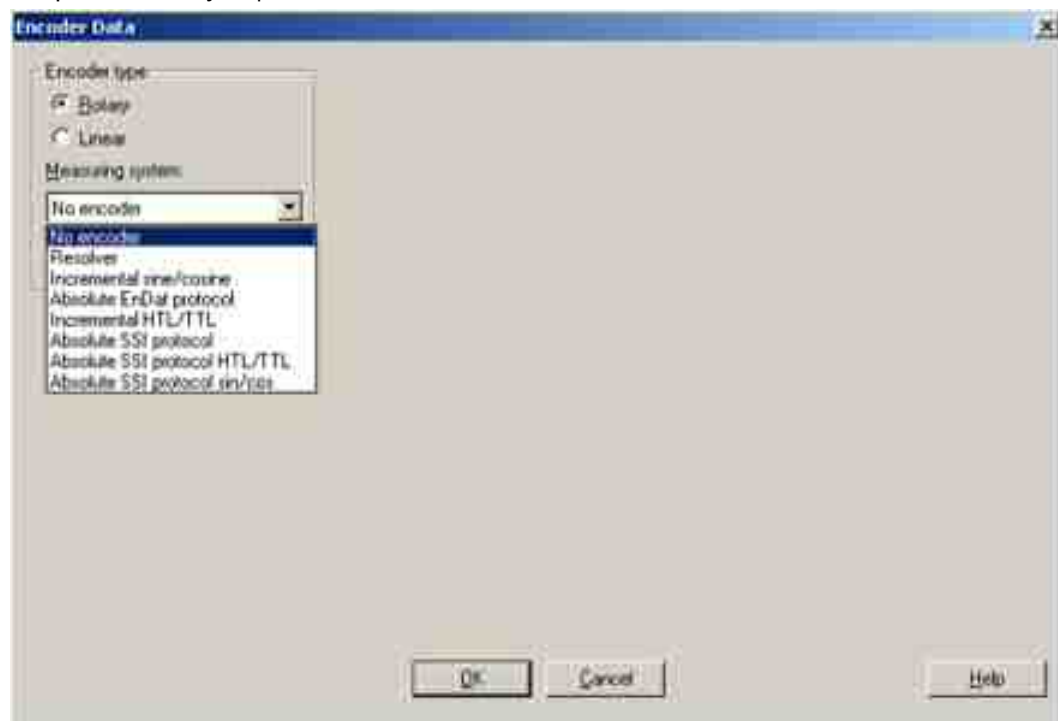 Encoder Data
Encoder type
Rotary
Linear
Measuring system:
No encoder
No encoder
Resolver
Incremental sine/cosine
Absolute EnDat protocol
Incremental HTL/TTL
Absolute SSI protocol
Absolute SSI protocol HTL/TTL
Absolute SSI protocol sin/cos
OK
Cancel
Help